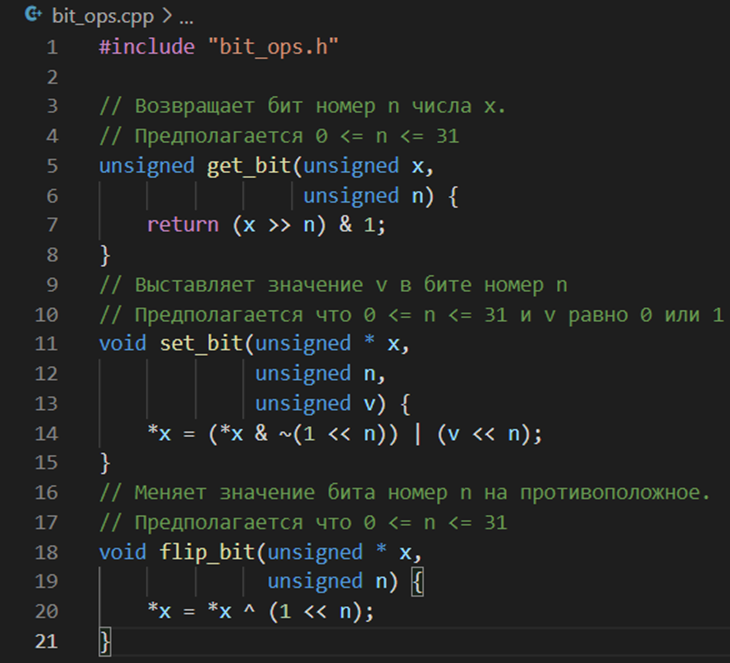 bit_ops.cpp > ...
1 #include "bit_ops.h"
2
3 // Возвращает бит номер n числа x.
4 // Предполагается 0 <= n <= 31
5 unsigned get_bit(unsigned x,
6 unsigned n) {
7 return (x >> n) & 1;
8 }
9 // Выставляет значение v в бите номер n
10 // Предполагается что 0 <= n <= 31 и v равно 0 или 1
11 void set_bit(unsigned * x,
12 unsigned n,
13 unsigned v) {
14 *x = (*x & ~(1 << n)) | (v << n);
15 }
16 // Меняет значение бита номер n на противоположное.
17 // Предполагается что 0 <= n <= 31
18 void flip_bit(unsigned * x,
19 unsigned n) {
20 *x = *x ^ (1 << n);
21 }